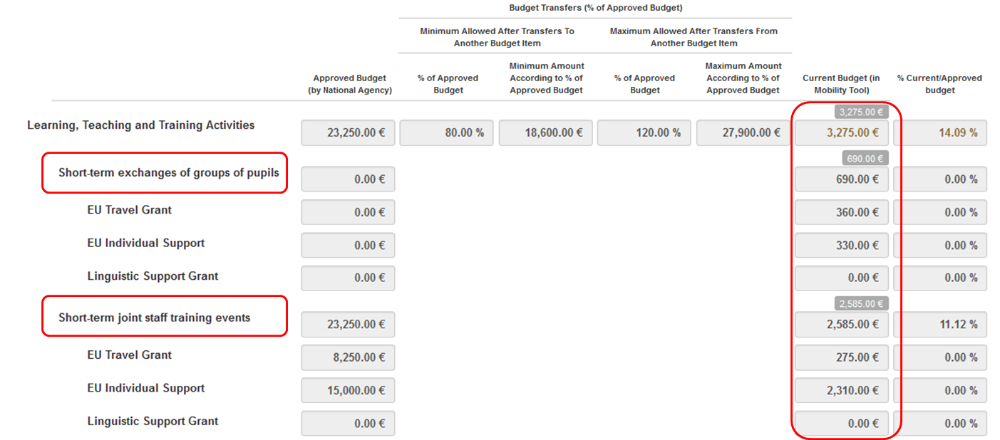 Budget Transfers (% of Approved Budget)
Minimum Allowed After Transfers To Another Budget Item
Maximum Allowed After Transfers From Another Budget Item
Approved Budget (by National Agency)
% of Approved Budget
Minimum Amount According to % of Approved Budget
% of Approved Budget
Maximum Amount According to % of Approved Budget
Current Budget (in Mobility Tool)
% Current/Approved budget
3,275.00 €
Learning, Teaching and Training Activities 23,250.00 € 80.00 % 18,600.00 € 120.00 % 27,900.00 € 3,275.00 € 14.09 %
690.00 €
Short-term exchanges of groups of pupils 0.00 € 690.00 € 0.00 %
EU Travel Grant 0.00 € 360.00 € 0.00 %
EU Individual Support 0.00 € 330.00 € 0.00 %
Linguistic Support Grant 0.00 € 0.00 € 0.00 %
2,585.00 €
Short-term joint staff training events 23,250.00 € 2,585.00 € 11.12 %
EU Travel Grant 8,250.00 € 275.00 € 0.00 %
EU Individual Support 15,000.00 € 2,310.00 € 0.00 %
Linguistic Support Grant 0.00 € 0.00 € 0.00 %